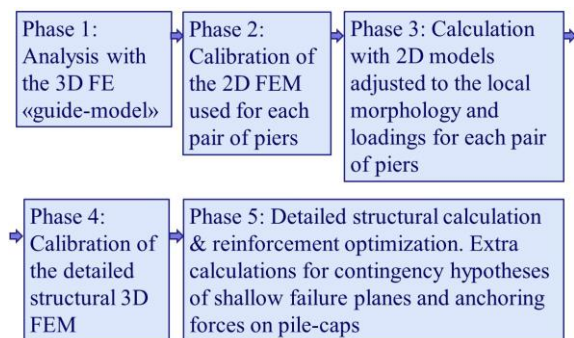 Phase 1:
Analysis with
the 3D FE
«guide-model»
Phase 2:
Calibration of
the 2D FEM
used for each
pair of piers
Phase 3: Calculation
with 2D models
adjusted to the local
morphology and
loadings for each pair
of piers
Phase 4:
Calibration of
the detailed
structural 3D
FEM
Phase 5: Detailed structural calculation
& reinforcement optimization. Extra
calculations for contingency hypotheses
of shallow failure planes and anchoring
forces on pile-caps